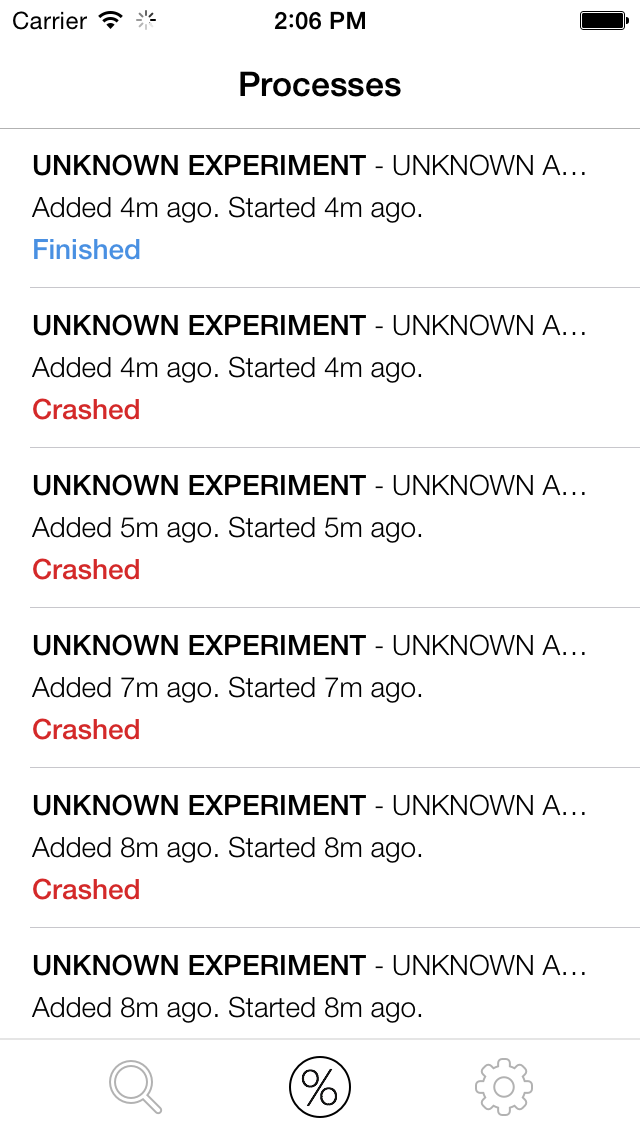 Carrier 2:06 PM
Processes
UNKNOWN EXPERIMENT - UNKNOWN A...
Added 4m ago. Started 4m ago.
Finished
UNKNOWN EXPERIMENT - UNKNOWN A...
Added 4m ago. Started 4m ago.
Crashed
UNKNOWN EXPERIMENT - UNKNOWN A...
Added 5m ago. Started 5m ago.
Crashed
UNKNOWN EXPERIMENT - UNKNOWN A...
Added 7m ago. Started 7m ago.
Crashed
UNKNOWN EXPERIMENT - UNKNOWN A...
Added 8m ago. Started 8m ago.
Crashed
UNKNOWN EXPERIMENT - UNKNOWN A...
Added 8m ago. Started 8m ago.
%